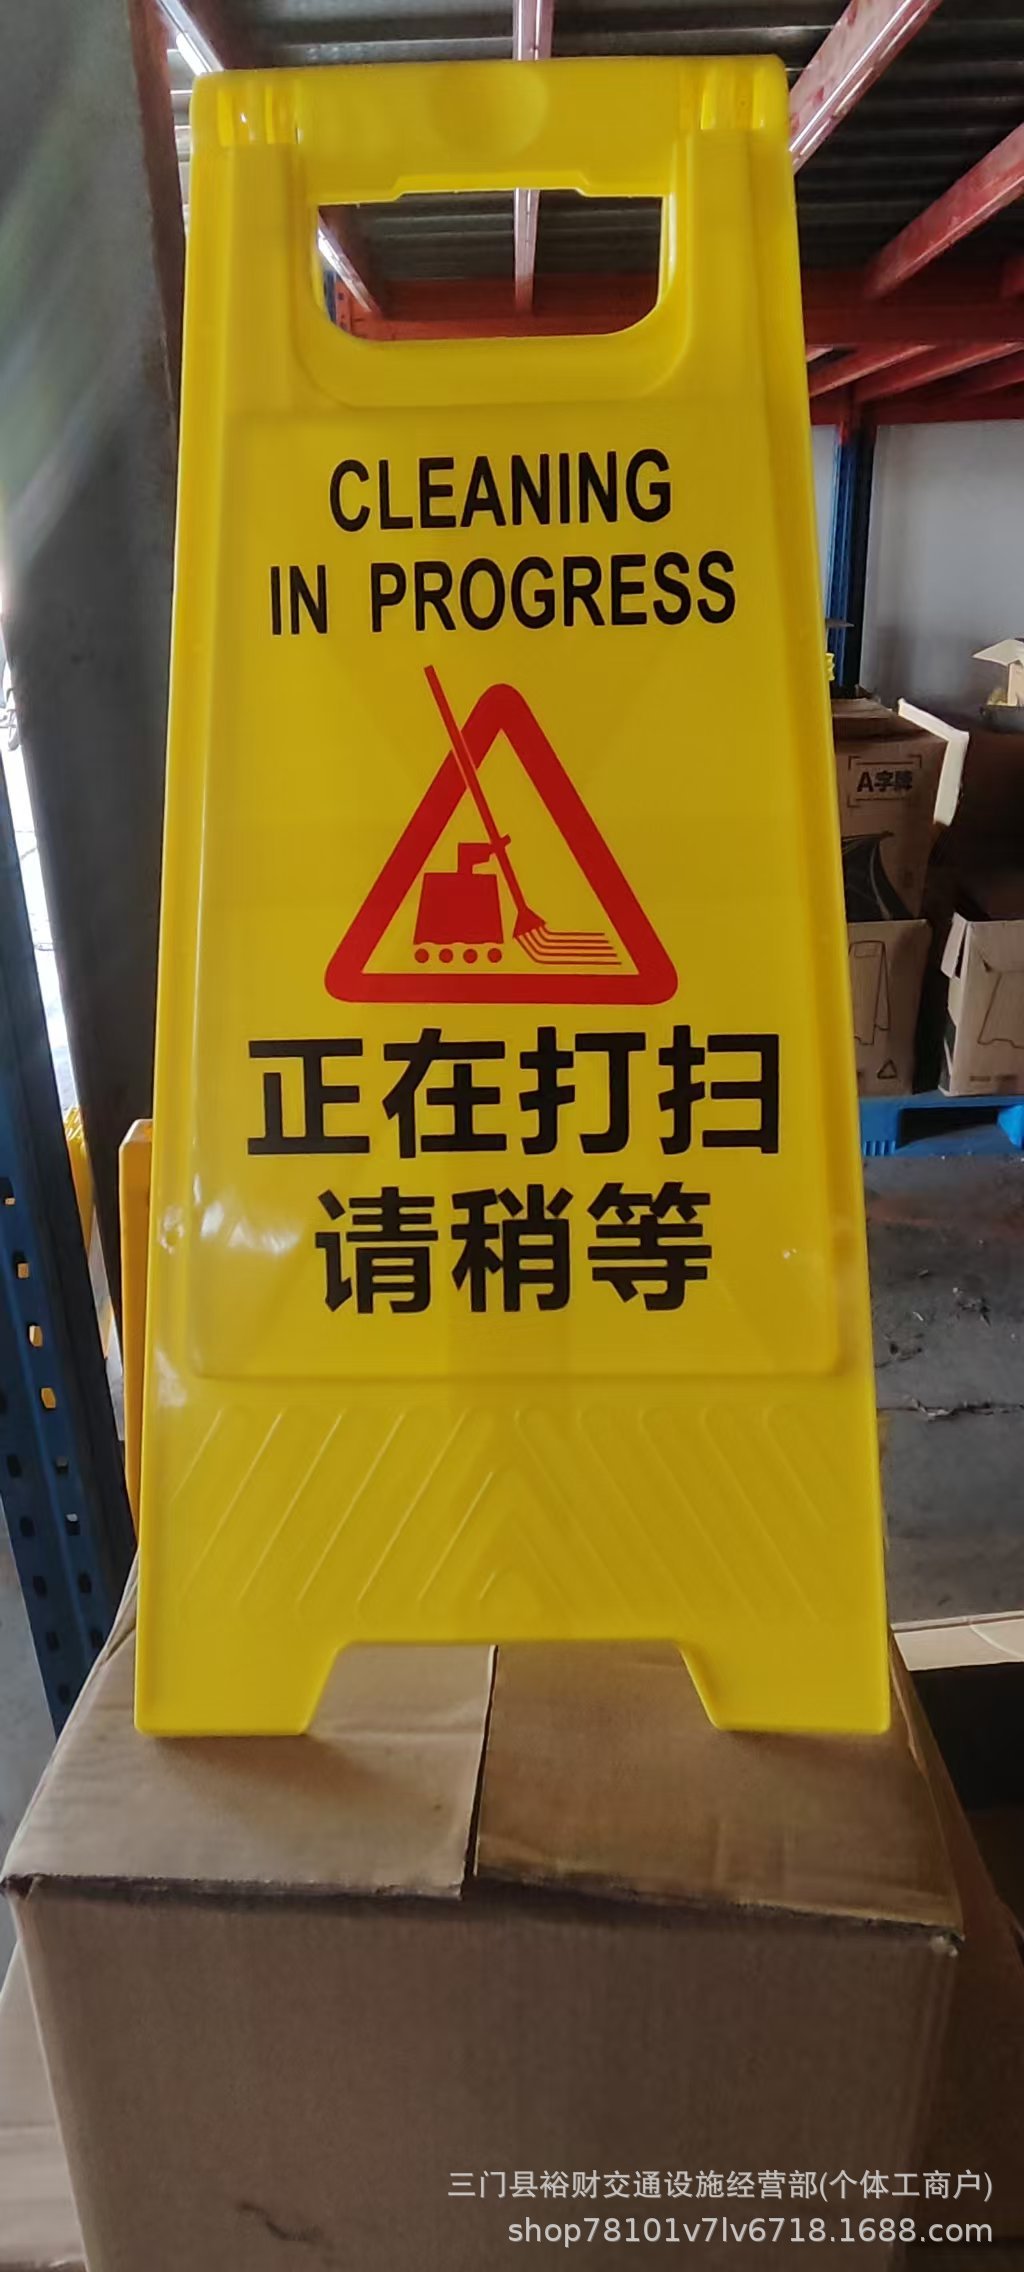 CLEANING
IN PROGRESS
正在打扫
请稍等
A字牌
三门县裕财交通设施经营部(个体工商户)
shop78101v7lv6718.1688.com